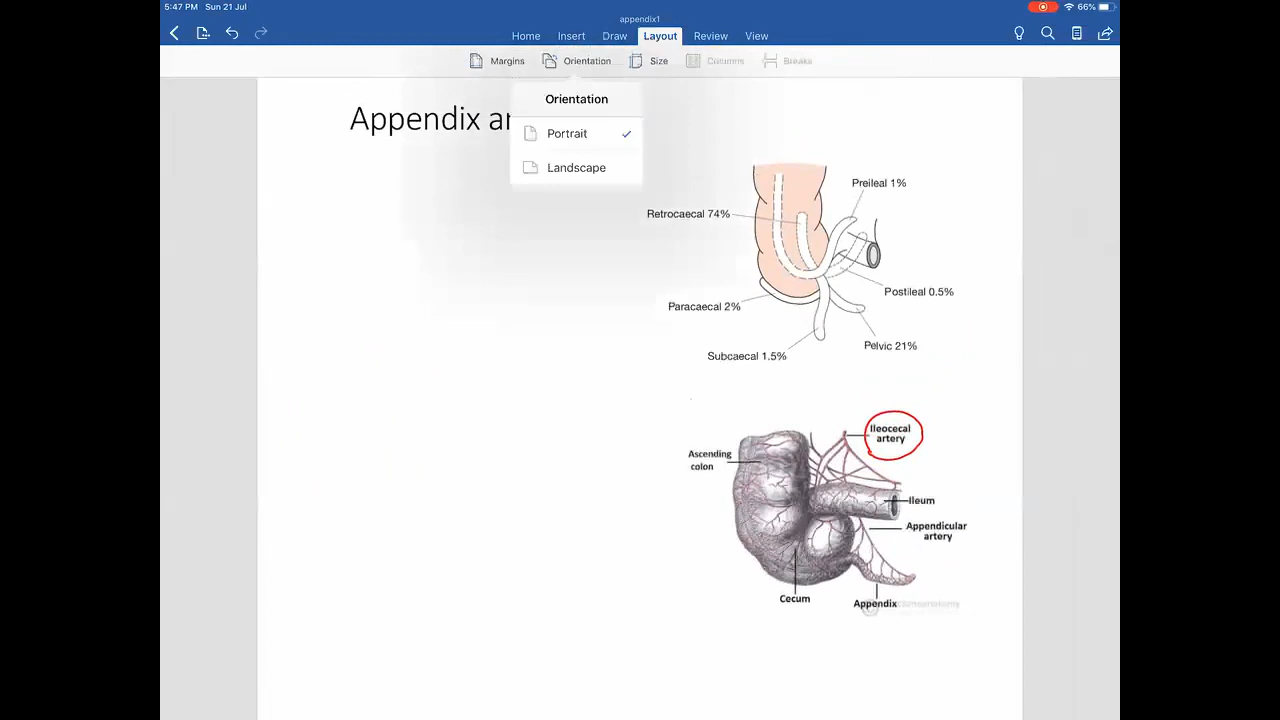 5:47 PM Sun 21 Jul
66%
appendix1
Home Insert Draw Layout Review View
Margins Orientation Size Columns Breaks
Orientation
Portrait
Landscape
Appendix
Preileal 1%
Retrocaecal 74%
Postileal 0.5%
Paracaecal 2%
Pelvic 21%
Subcaecal 1.5%
Ileocecal
artery
Ascending
colon
Ileum
Appendicular
artery
Cecum
Appendix